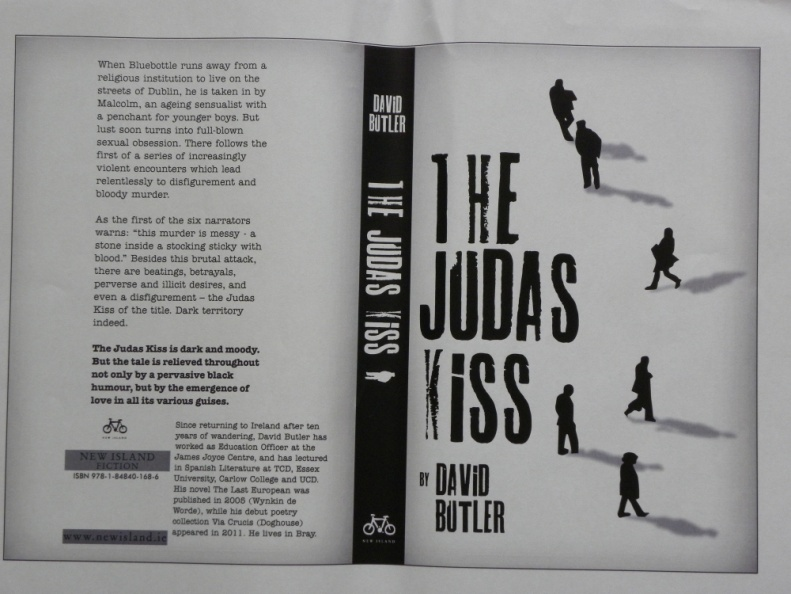 When Bluebottle runs away from a
religious institution to live on the
streets of Dublin, he is taken in by
Malcolm, an ageing sensualist with
a penchant for younger boys. But
lust soon turns into full-blown
sexual obsession. There follows the
first of a series of increasingly
violent encounters which lead
relentlessly to disfigurement and
bloody murder.
As the first of the six narrators
warns: “this murder is messy - a
stone inside a stocking sticky with
blood.” Besides this brutal attack,
there are beatings, betrayals,
perverse and illicit desires, and
even a disfigurement – the Judas
Kiss of the title. Dark territory
indeed.
The Judas Kiss is dark and moody.
But the tale is relieved throughout
not only by a pervasive black
humour, but by the emergence of
love in all its various guises.
NEW ISLAND
NEW ISLAND
FICTION
ISBN 978-1-84840-168-6
www.newisland.ie
Since returning to Ireland after ten
years of wandering, David Butler has
worked as Education Officer at the
James Joyce Centre, and has lectured
in Spanish Literature at TCD, Essex
University, Carlow College and UCD.
His novel The Last European was
published in 2005 (Wynkin de
Worde), while his debut poetry
collection Via Crucis (Doghouse)
appeared in 2011. He lives in Bray.
DAViD
BUTLER
THE JUDAS KiSS
NEW ISLAND
THE
JUDAS
KiSS
BY DAViD
BUTLER